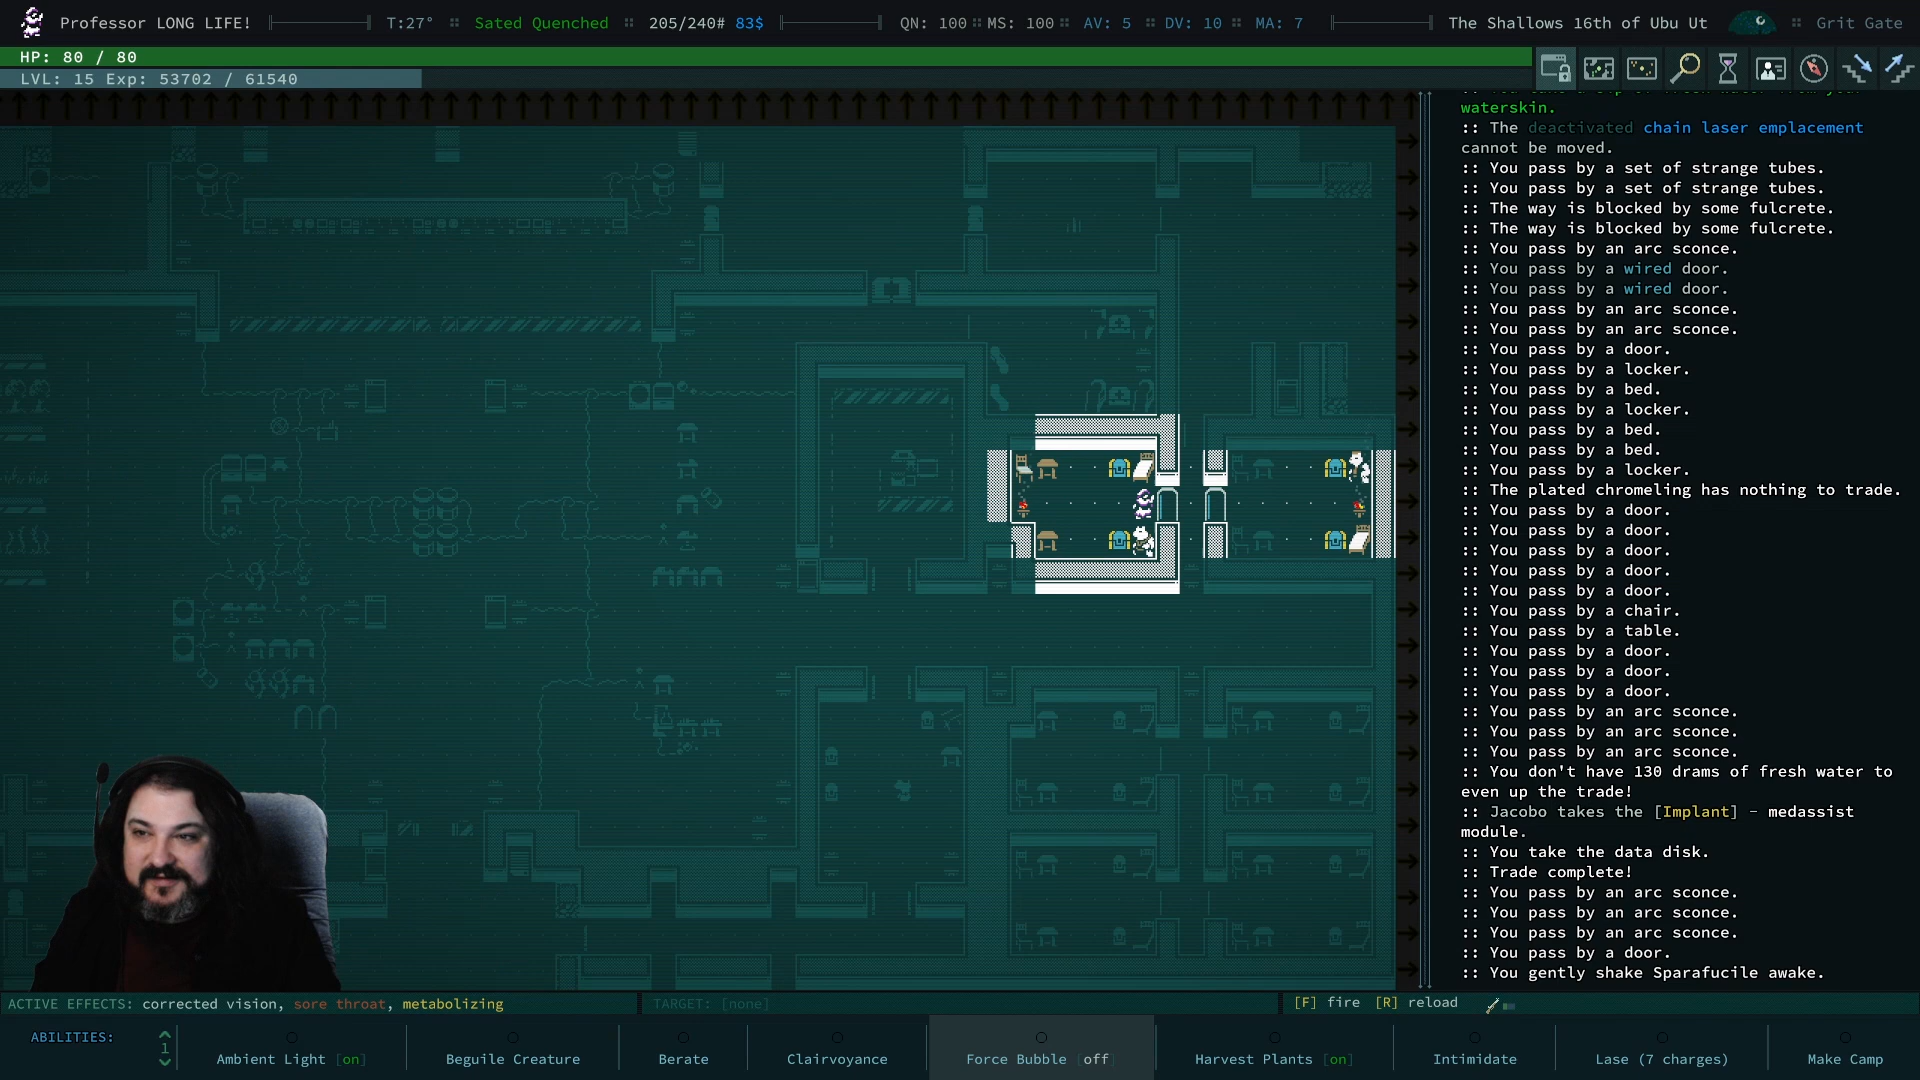 Professor LONG LIFE!
T:27°
Sated Quenched
205/240# 83$
QN: 100
MS: 100
AV: 5
DV: 10
MA: 7
The Shallows 16th of Ubu Ut
Grit Gate
HP: 80 / 80
LVL: 15 Exp: 53702 / 61540
waterskin.
:: The deactivated chain laser emplacement
cannot be moved.
:: You pass by a set of strange tubes.
:: You pass by a set of strange tubes.
:: The way is blocked by some fulcrete.
:: The way is blocked by some fulcrete.
:: You pass by an arc sconce.
:: You pass by a wired door.
:: You pass by a wired door.
:: You pass by an arc sconce.
:: You pass by an arc sconce.
:: You pass by a door.
:: You pass by a locker.
:: You pass by a bed.
:: You pass by a locker.
:: You pass by a bed.
:: You pass by a bed.
:: You pass by a locker.
:: The plated chromeling has nothing to trade.
:: You pass by a door.
:: You pass by a door.
:: You pass by a door.
:: You pass by a door.
:: You pass by a door.
:: You pass by a chair.
:: You pass by a table.
:: You pass by a door.
:: You pass by a door.
:: You pass by a door.
:: You pass by an arc sconce.
:: You pass by an arc sconce.
:: You pass by an arc sconce.
:: You don't have 130 drams of fresh water to
even up the trade!
:: Jacobo takes the [Implant] - medassist
module.
:: You take the data disk.
:: Trade complete!
:: You pass by an arc sconce.
:: You pass by an arc sconce.
:: You pass by an arc sconce.
:: You pass by a door.
:: You gently shake Sparafucile awake.
ACTIVE EFFECTS: corrected vision, sore throat, metabolizing
TARGET: [none]
[F] fire [R] reload
ABILITIES:
1
Ambient Light [on]
Beguile Creature
Berate
Clairvoyance
Force Bubble [off]
Harvest Plants [on]
Intimidate
Lase (7 charges)
Make Camp